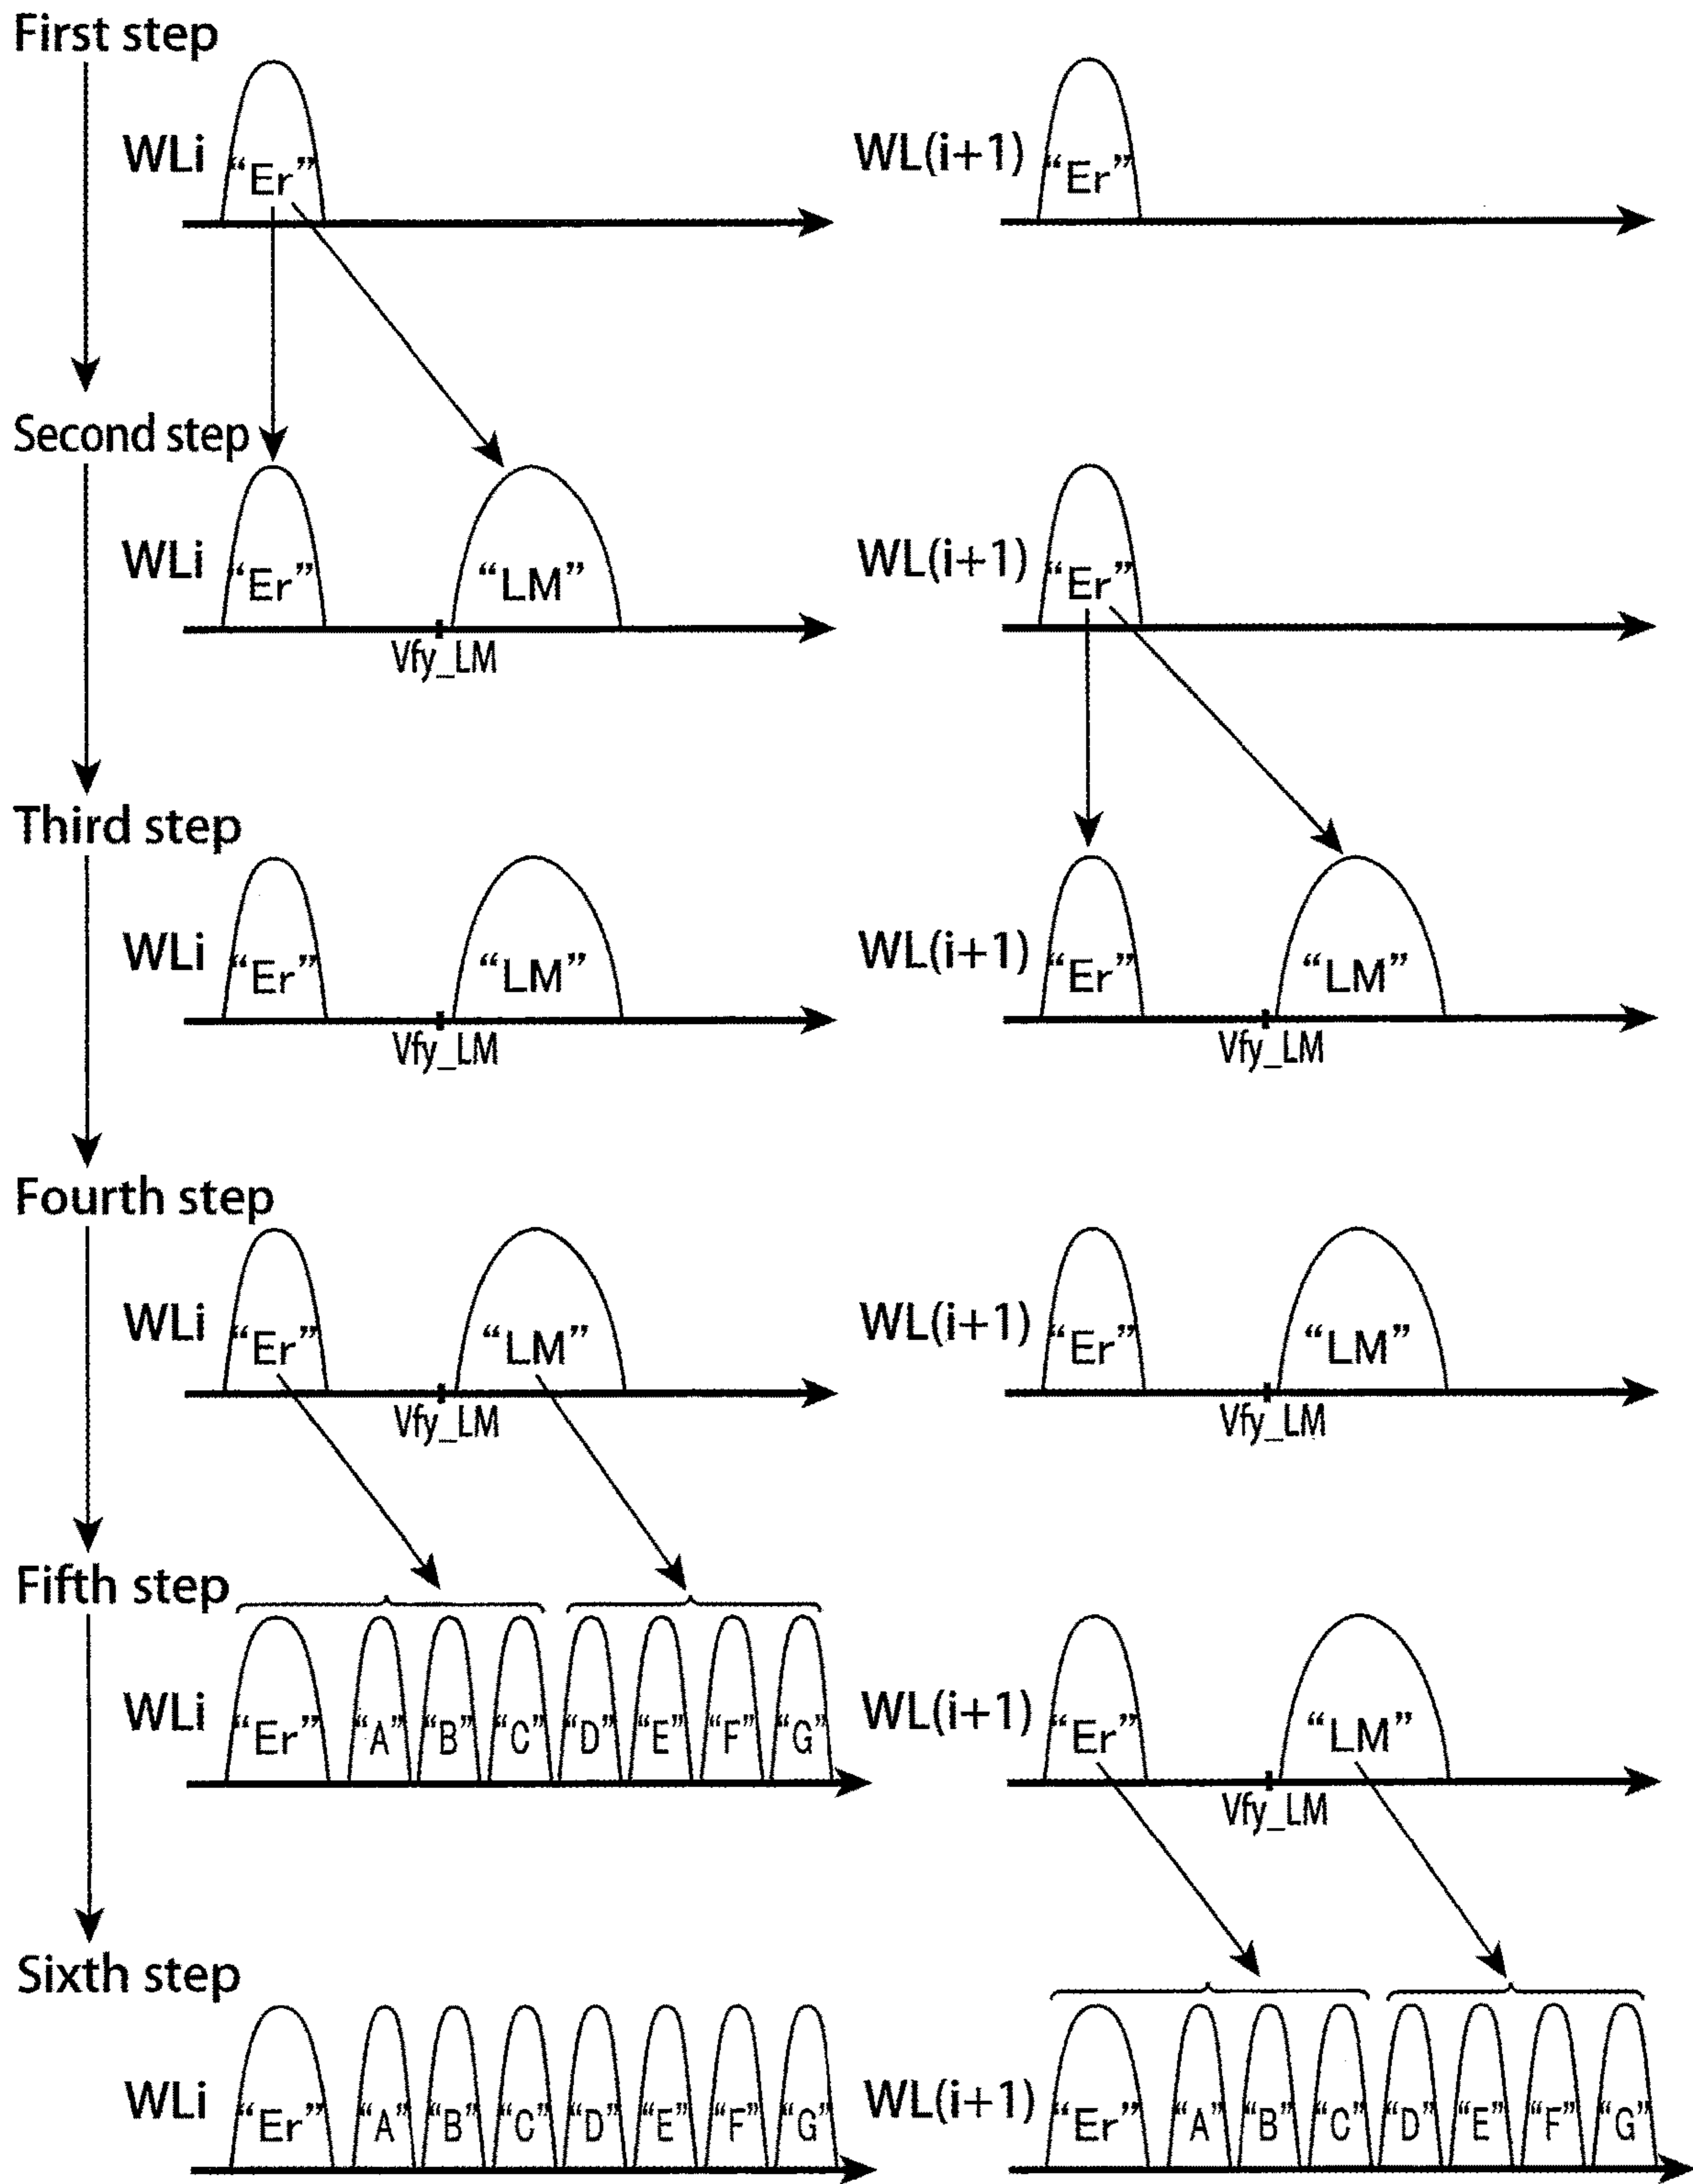 First step
WLi “Er” WL(i+1) “Er”
Second step
WLi “Er” “LM” WL(i+1) “Er”
Vfy_LM
Third step
WLi “Er” “LM” WL(i+1) “Er” “LM”
Vfy_LM Vfy_LM
Fourth step
WLi “Er” “LM” WL(i+1) “Er” “LM”
Vfy_LM Vfy_LM
Fifth step
WLi “Er” “A” “B” “C” “D” “E” “F” “G” WL(i+1) “Er” “LM”
Vfy_LM
Sixth step
WLi “Er” “A” “B” “C” “D” “E” “F” “G” WL(i+1) “Er” “A” “B” “C” “D” “E” “F” “G”